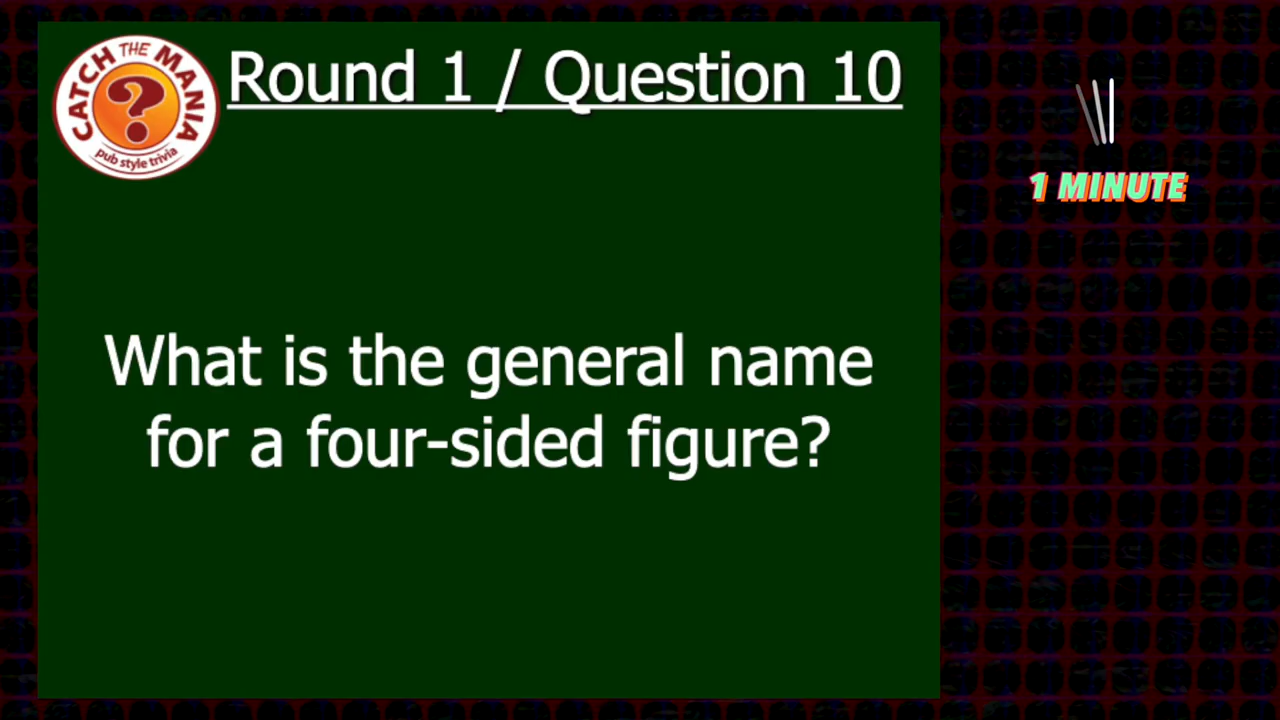 CATCH THE MANIA
?
pub style trivia
Round 1 / Question 10
1 MINUTE
What is the general name
for a four-sided figure?